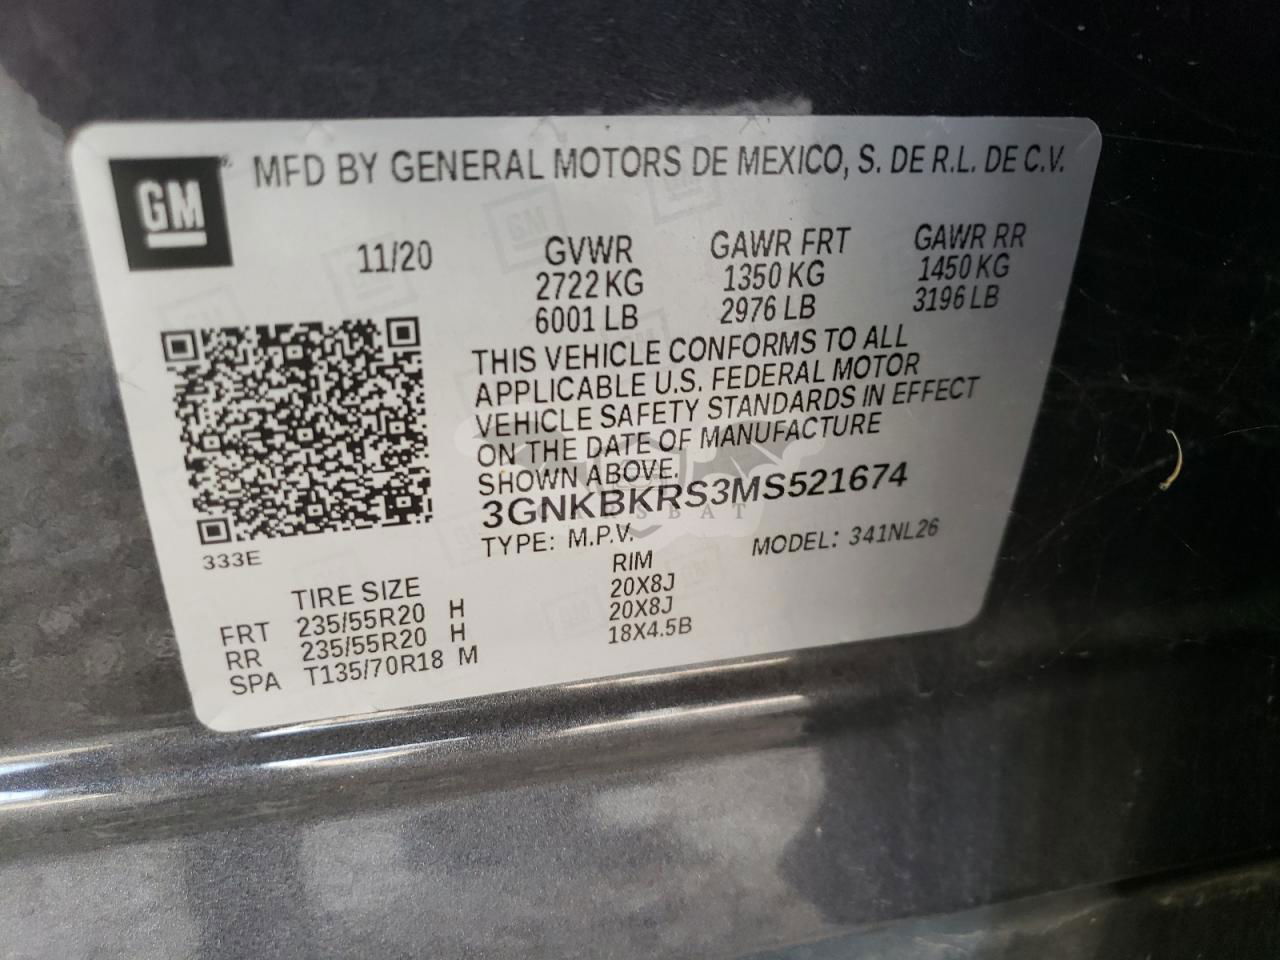 GM
MFD BY GENERAL MOTORS DE MEXICO, S. DE R.L. DE C.V.
11/20 GVWR GAWR FRT GAWR RR
2722 KG 1350 KG 1450 KG
6001 LB 2976 LB 3196 LB
THIS VEHICLE CONFORMS TO ALL
APPLICABLE U.S. FEDERAL MOTOR
VEHICLE SAFETY STANDARDS IN EFFECT
ON THE DATE OF MANUFACTURE
SHOWN ABOVE.
3GNKBKRS3MS521674
CARSBAT
333E TYPE: M.P.V. MODEL: 341NL26
TIRE SIZE RIM
FRT 235/55R20 H 20X8J
RR 235/55R20 H 20X8J
SPA T135/70R18 M 18X4.5B